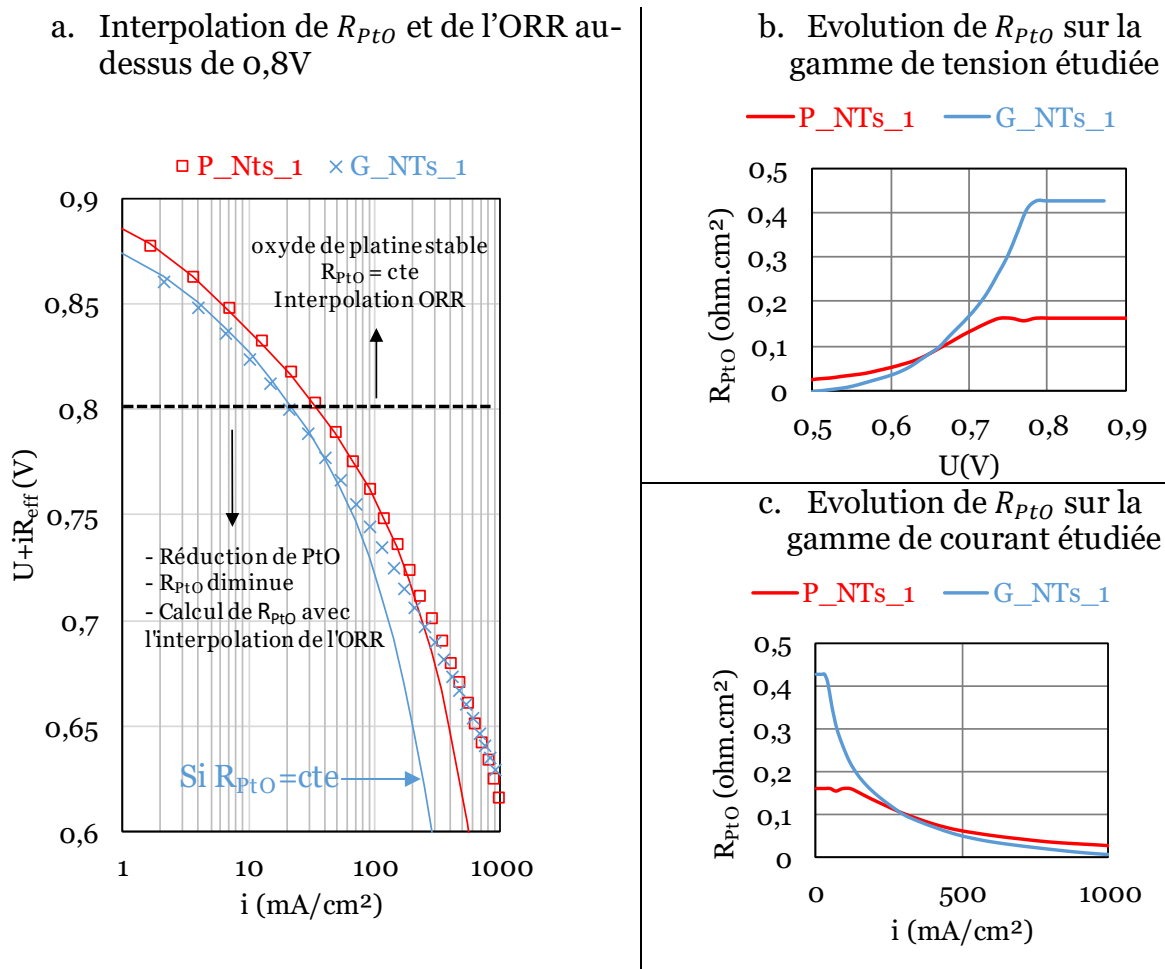 a. Interpolation de R_PtO et de l’ORR au-
dessus de 0,8V
P_Nts_1 G_NTs_1
0,9
0,85
0,8
0,75
0,7
0,65
0,6
U+iR_eff (V)
oxyde de platine stable
R_PtO = cte
Interpolation ORR
- Réduction de PtO
- R_PtO diminue
- Calcul de R_PtO avec
l'interpolation de l'ORR
Si R_PtO=cte
1 10 100 1000
i (mA/cm²)
b. Evolution de R_PtO sur la
gamme de tension étudiée
P_NTs_1 G_NTs_1
0,5
0,4
0,3
0,2
0,1
0
R_PtO (ohm.cm²)
0,5 0,6 0,7 0,8 0,9
U(V)
c. Evolution de R_PtO sur la
gamme de courant étudiée
P_NTs_1 G_NTs_1
0,5
0,4
0,3
0,2
0,1
0
R_PtO (ohm.cm²)
0 500 1000
i (mA/cm²)